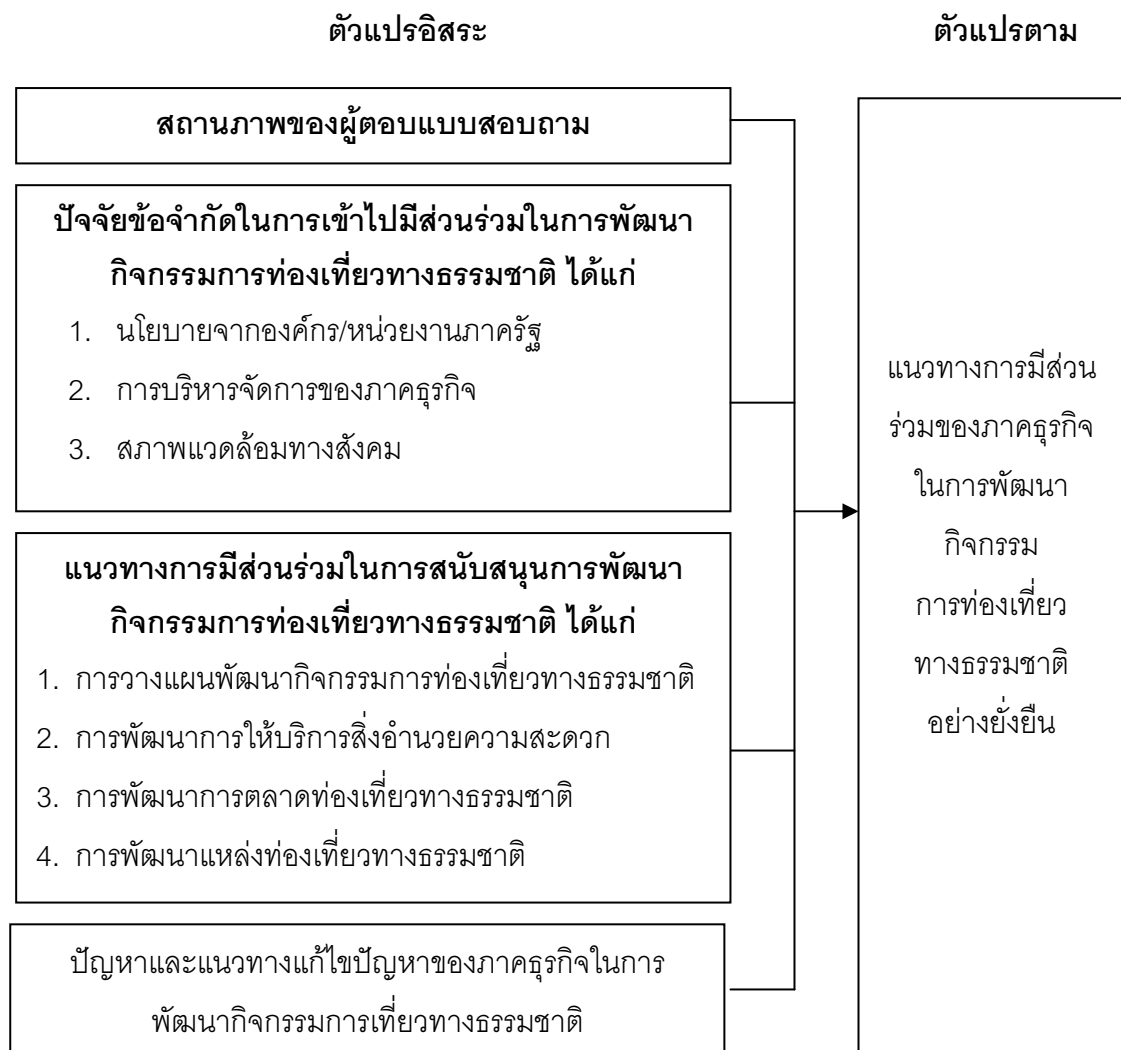 ตัวแปรอิสระ
ตัวแปรตาม
สถานภาพของผู้ตอบแบบสอบถาม
ปัจจัยข้อจำกัดในการเข้าไปมีส่วนร่วมในการพัฒนา
กิจกรรมการท่องเที่ยวทางธรรมชาติ ได้แก่
1. นโยบายจากองค์กร/หน่วยงานภาครัฐ
2. การบริหารจัดการของภาคธุรกิจ
3. สภาพแวดล้อมทางสังคม
แนวทางการมีส่วนร่วมในการสนับสนุนการพัฒนา
กิจกรรมการท่องเที่ยวทางธรรมชาติ ได้แก่
1. การวางแผนพัฒนากิจกรรมการท่องเที่ยวทางธรรมชาติ
2. การพัฒนาการให้บริการสิ่งอำนวยความสะดวก
3. การพัฒนาการตลาดท่องเที่ยวทางธรรมชาติ
4. การพัฒนาแหล่งท่องเที่ยวทางธรรมชาติ
ปัญหาและแนวทางแก้ไขปัญหาของภาคธุรกิจในการ
พัฒนากิจกรรมการเที่ยวทางธรรมชาติ
แนวทางการมีส่วน
ร่วมของภาคธุรกิจ
ในการพัฒนา
กิจกรรม
การท่องเที่ยว
ทางธรรมชาติ
อย่างยั่งยืน